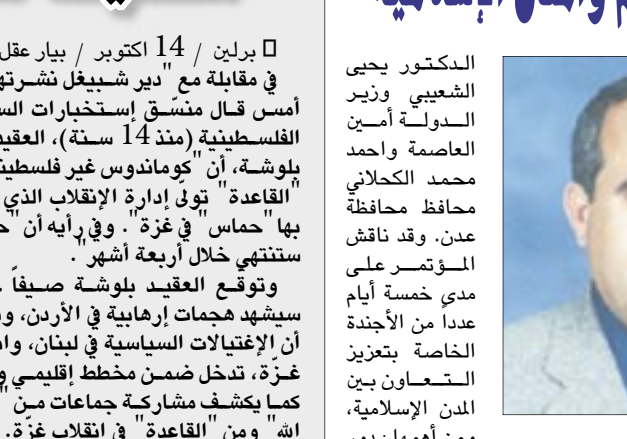 والمدن الإسلامية
الدكتور يحيى
الشعيبي وزير
الدولة أمين
العاصمة واحمد
محمد الكحلاني
محافظ محافظة
عدن. وقد ناقش
المؤتمر على
مدى خمسة أيام
عدداً من الأجندة
الخاصة بتعزيز
التعاون بين
المدن الإسلامية،
برلين / 14 اكتوبر / بيار عقل
في مقابلة مع "دير شبيغل نشرتها
أمس قال منسّق إستخبارات
الفلسطينية (منذ 14 سنة)، العقيد
بلوشة، أن "كوماندوس غير
"القاعدة" تولّى إدارة الإنقلاب الذي
بها "حماس" في غزة". وفي رأيه أن
ستنتهي خلال أربعة أشهر".
وتوقّع العقيد بلوشة صيفاً
سيشهد هجمات إرهابية في الأردن،
أن الإغتيالات السياسية في لبنان،
غزّة، تدخل ضمن مخطط إقليمي
كما يكشف مشاركة جماعات من "
الله" ومن "القاعدة" في انقلاب غزّة.